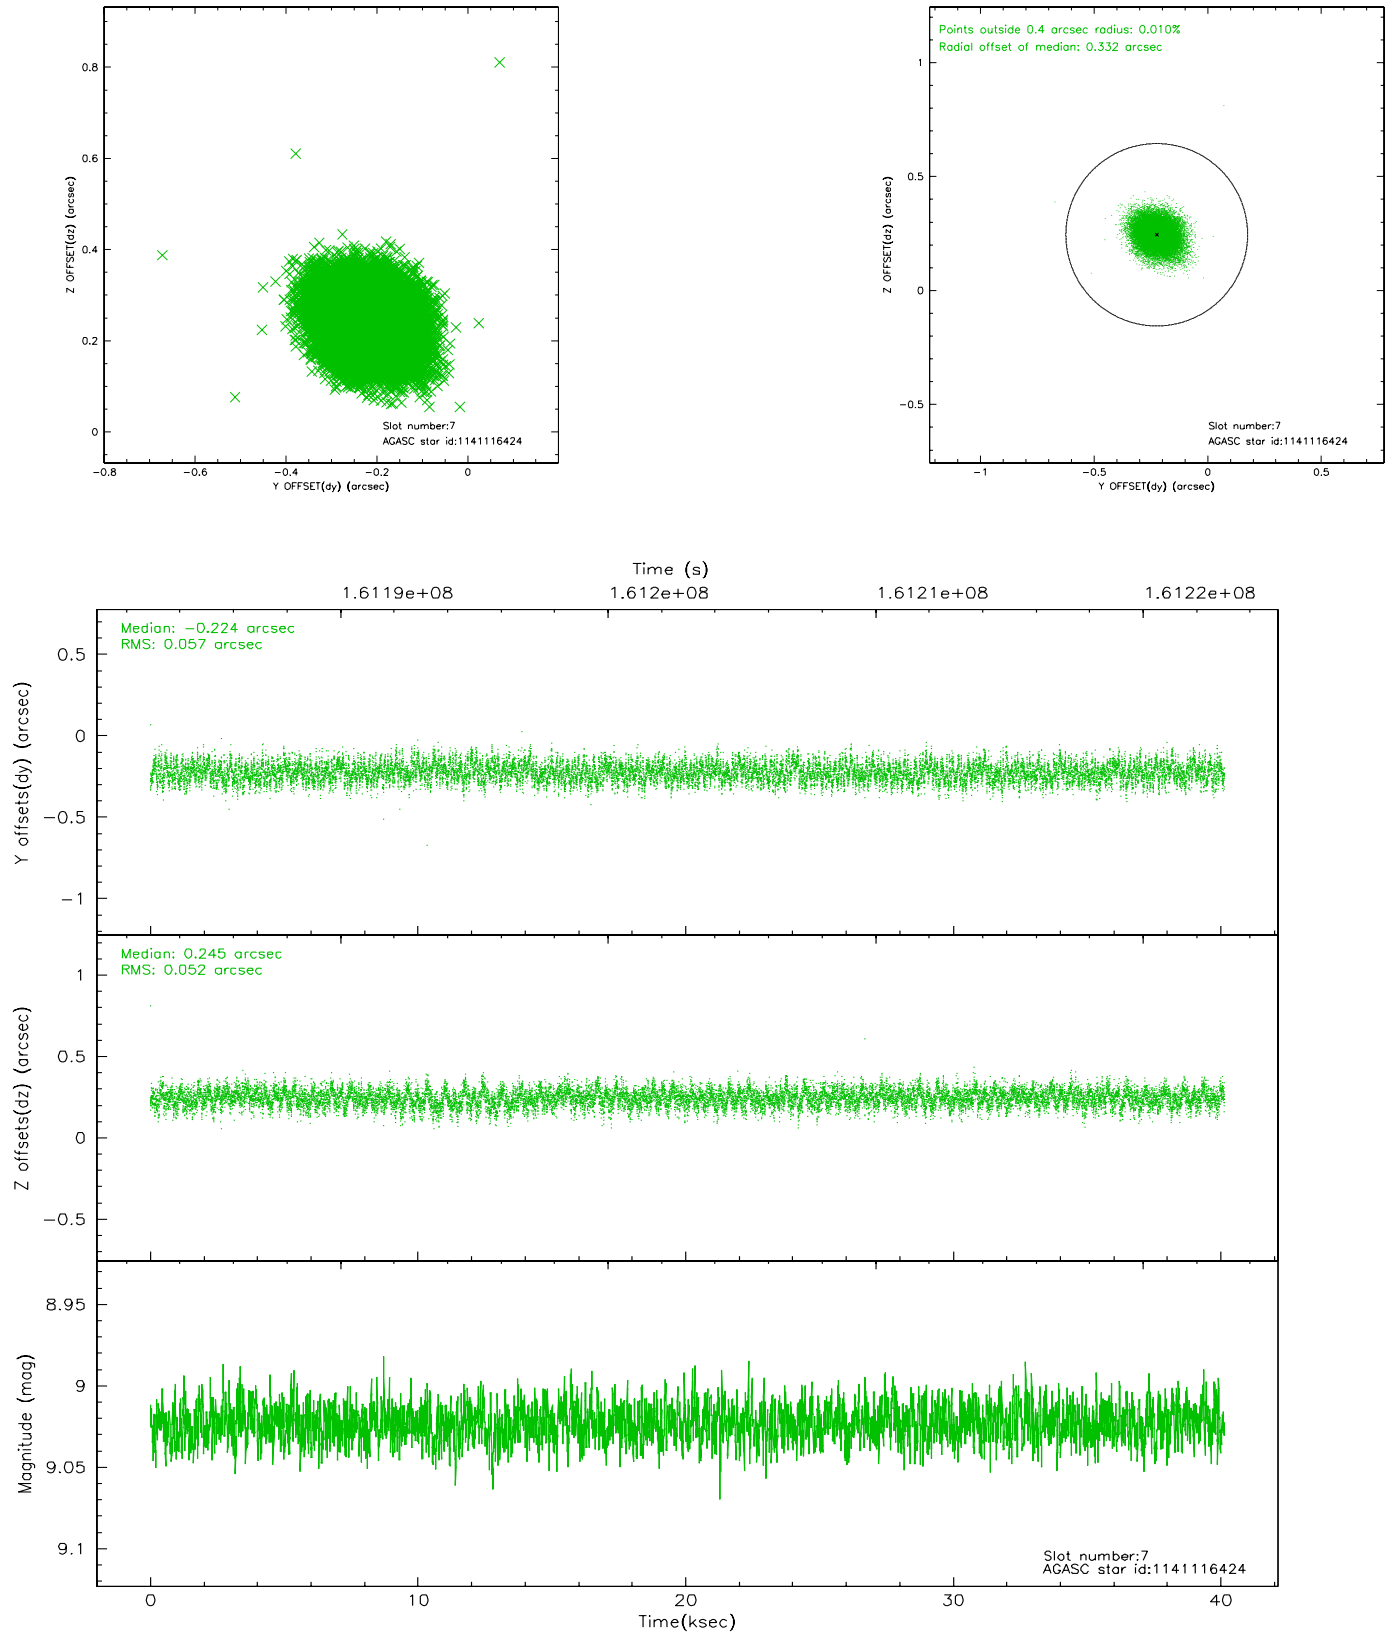 0.8
0.6
0.4
0.2
0
Z OFFSET(dz) (arcsec)
Slot number:7
AGASC star id:1141116424
-0.8 -0.6 -0.4 -0.2 0
Y OFFSET(dy) (arcsec)
Points outside 0.4 arcsec radius: 0.010%
Radial offset of median: 0.332 arcsec
1
0.5
0
-0.5
Z OFFSET(dz) (arcsec)
Slot number:7
AGASC star id:1141116424
-1 -0.5 0 0.5
Y OFFSET(dy) (arcsec)
Time (s)
1.6119e+08 1.612e+08 1.6121e+08 1.6122e+08
Median: -0.224 arcsec
RMS: 0.057 arcsec
0.5
0
-0.5
-1
Y offsets(dy) (arcsec)
Median: 0.245 arcsec
RMS: 0.052 arcsec
1
0.5
0
-0.5
Z offsets(dz) (arcsec)
8.95
9
9.05
9.1
Magnitude (mag)
Slot number:7
AGASC star id:1141116424
0 10 20 30 40
Time(ksec)